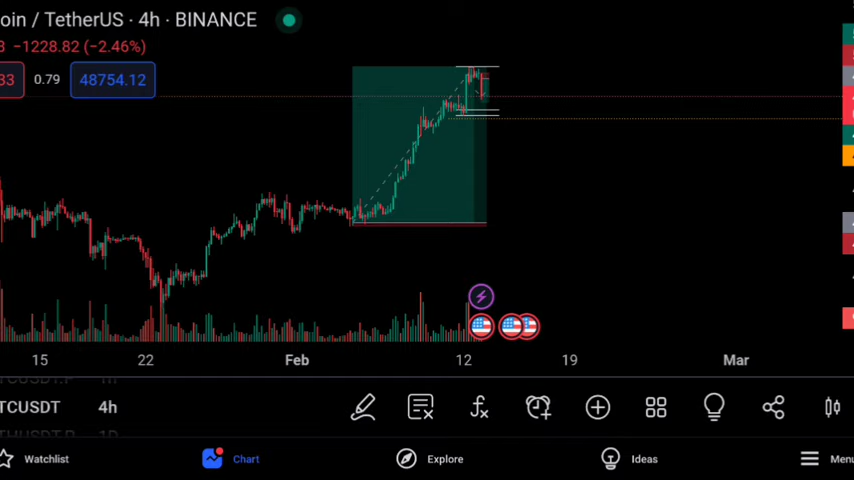 oin / TetherUS · 4h · BINANCE
3 −1228.82 (−2.46%)
33 0.79 48754.12
15 22 Feb 12 19 Mar
TCUSDT 4h
Watchlist Chart Explore Ideas Menu